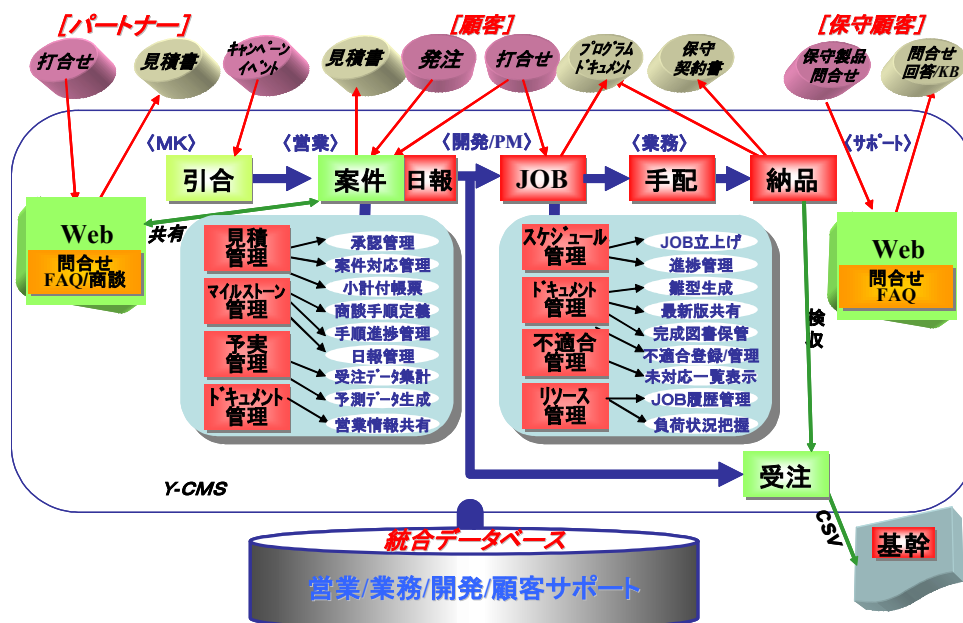 [パートナー]
[顧客]
[保守顧客]
打合せ
見積書
キャンペーン
イベント
見積書
発注
打合せ
プログラム
ドキュメント
保守
契約書
保守製品
問合せ
問合せ
回答/KB
〈MK〉
〈営業〉
〈開発/PM〉
〈業務〉
〈サポート〉
引合
案件
日報
JOB
手配
納品
Web
問合せ
FAQ/商談
共有
見積
管理
マイルストーン
管理
予実
管理
ドキュメント
管理
承認管理
案件対応管理
小計付帳票
商談手順定義
手順進捗管理
日報管理
受注データ集計
予測データ生成
営業情報共有
スケジュール
管理
ドキュメント
管理
不適合
管理
リソース
管理
JOB立上げ
進捗管理
雛型生成
最新版共有
完成図書保管
不適合登録/管理
未対応一覧表示
JOB履歴管理
負荷状況把握
検収
Web
問合せ
FAQ
受注
CSV
基幹
Y-CMS
統合データベース
営業/業務/開発/顧客サポート